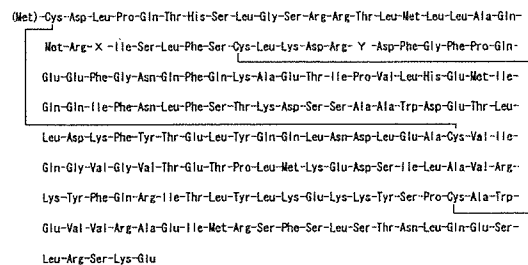 (Met)-Cys-Asp-Leu-Pro-Gln-Thr-His-Ser-Leu-Gly-Ser-Arg-Arg-Thr-Leu-Met-Leu-Leu-Ala-Gln-
Met-Arg-X-Ile-Ser-Leu-Phe-Ser-Cys-Leu-Lys-Asp-Arg-Y-Asp-Phe-Gly-Phe-Pro-Gln-
Glu-Glu-Phe-Gly-Asn-Gln-Phe-Gln-Lys-Ala-Glu-Thr-Ile-Pro-Val-Leu-His-Glu-Met-Ile-
Gln-Gln-Ile-Phe-Asn-Leu-Phe-Ser-Thr-Lys-Asp-Ser-Ser-Ala-Ala-Trp-Asp-Glu-Thr-Leu-
Leu-Asp-Lys-Phe-Tyr-Thr-Glu-Leu-Tyr-Gln-Gln-Leu-Asn-Asp-Leu-Glu-Ala-Cys-Val-Ile-
Gln-Gly-Val-Gly-Val-Thr-Glu-Thr-Pro-Leu-Met-Lys-Glu-Asp-Ser-Ile-Leu-Ala-Val-Arg-
Lys-Tyr-Phe-Gln-Arg-Ile-Thr-Leu-Tyr-Leu-Lys-Glu-Lys-Lys-Tyr-Ser-Pro-Cys-Ala-Trp-
Glu-Val-Val-Arg-Ala-Glu-Ile-Met-Arg-Ser-Phe-Ser-Leu-Ser-Thr-Asn-Leu-Gln-Glu-Ser-
Leu-Arg-Ser-Lys-Glu